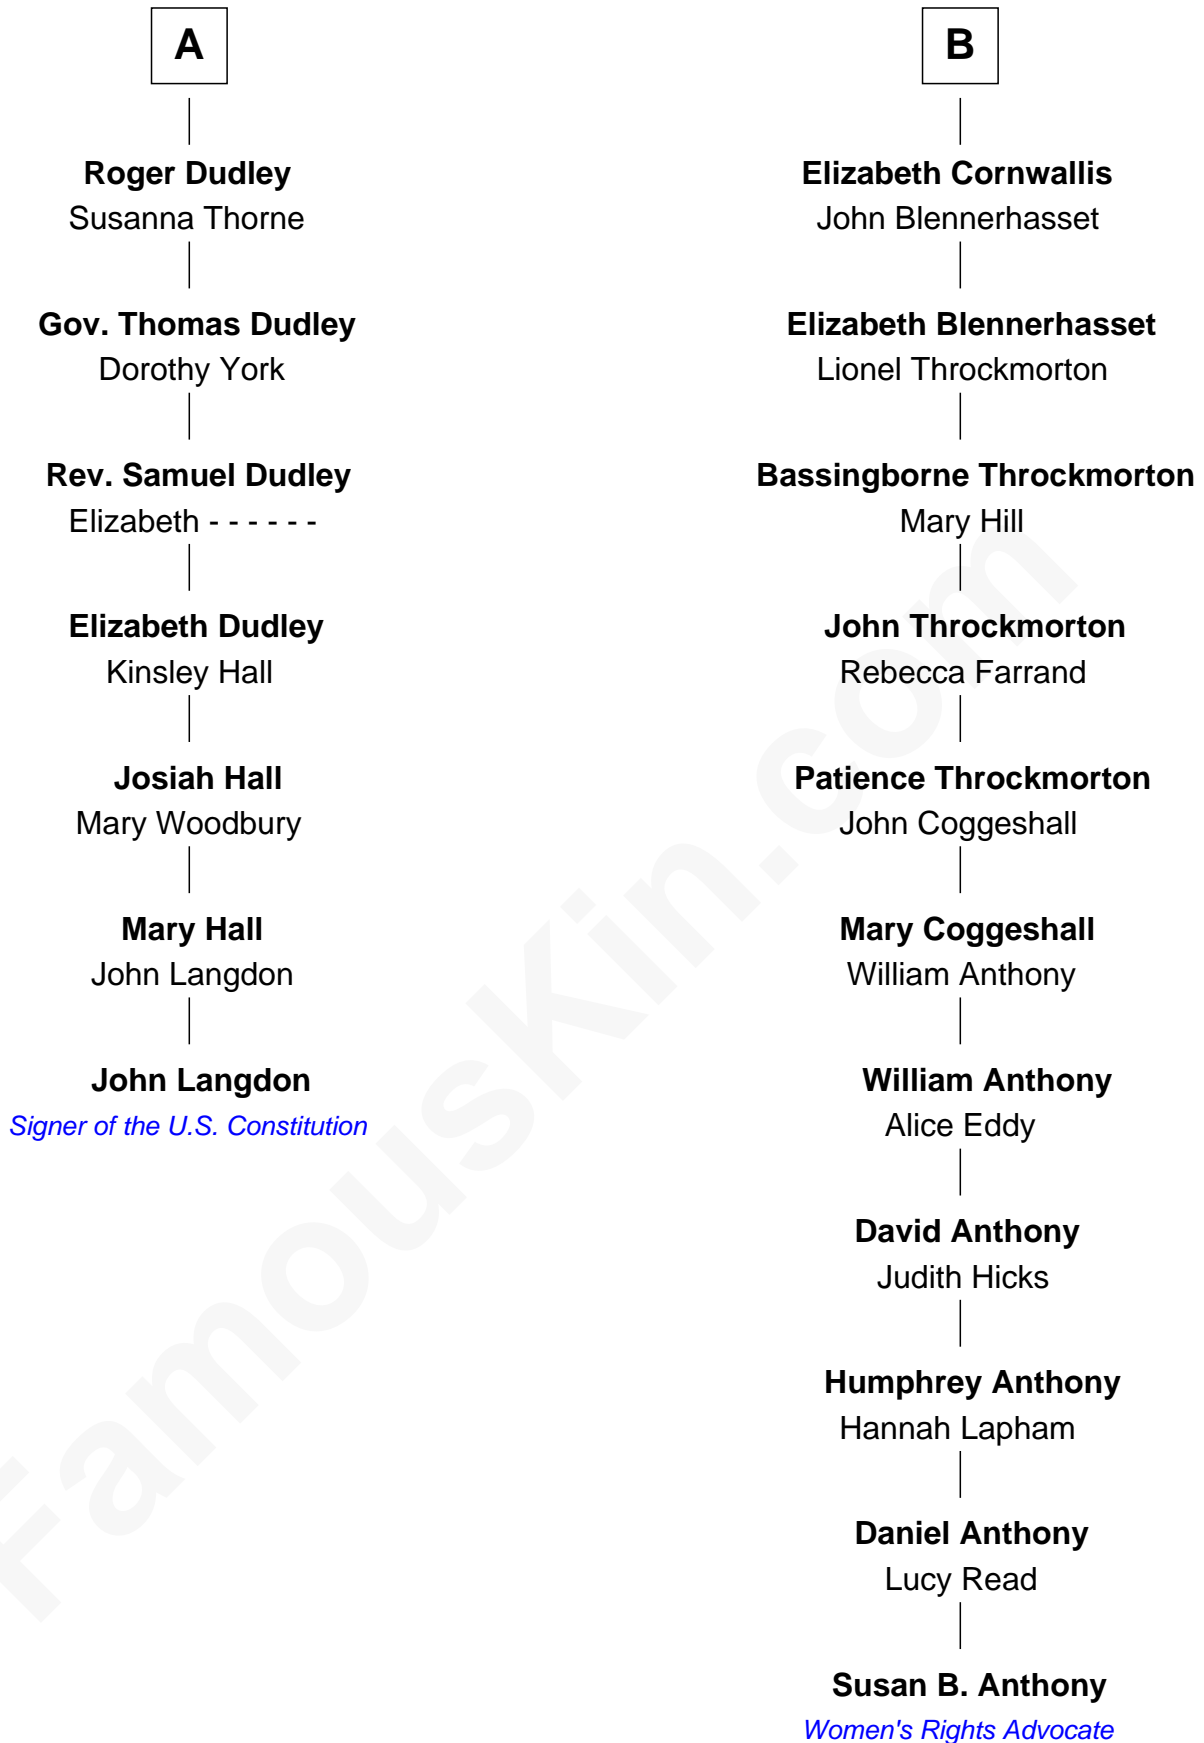 A
Roger Dudley
Susanna Thorne
Gov. Thomas Dudley
Dorothy York
Rev. Samuel Dudley
Elizabeth - - - - - -
Elizabeth Dudley
Kinsley Hall
Josiah Hall
Mary Woodbury
Mary Hall
John Langdon
John Langdon
Signer of the U.S. Constitution
B
Elizabeth Cornwallis
John Blennerhasset
Elizabeth Blennerhasset
Lionel Throckmorton
Bassingborne Throckmorton
Mary Hill
John Throckmorton
Rebecca Farrand
Patience Throckmorton
John Coggeshall
Mary Coggeshall
William Anthony
William Anthony
Alice Eddy
David Anthony
Judith Hicks
Humphrey Anthony
Hannah Lapham
Daniel Anthony
Lucy Read
Susan B. Anthony
Women's Rights Advocate
FamousKin.com